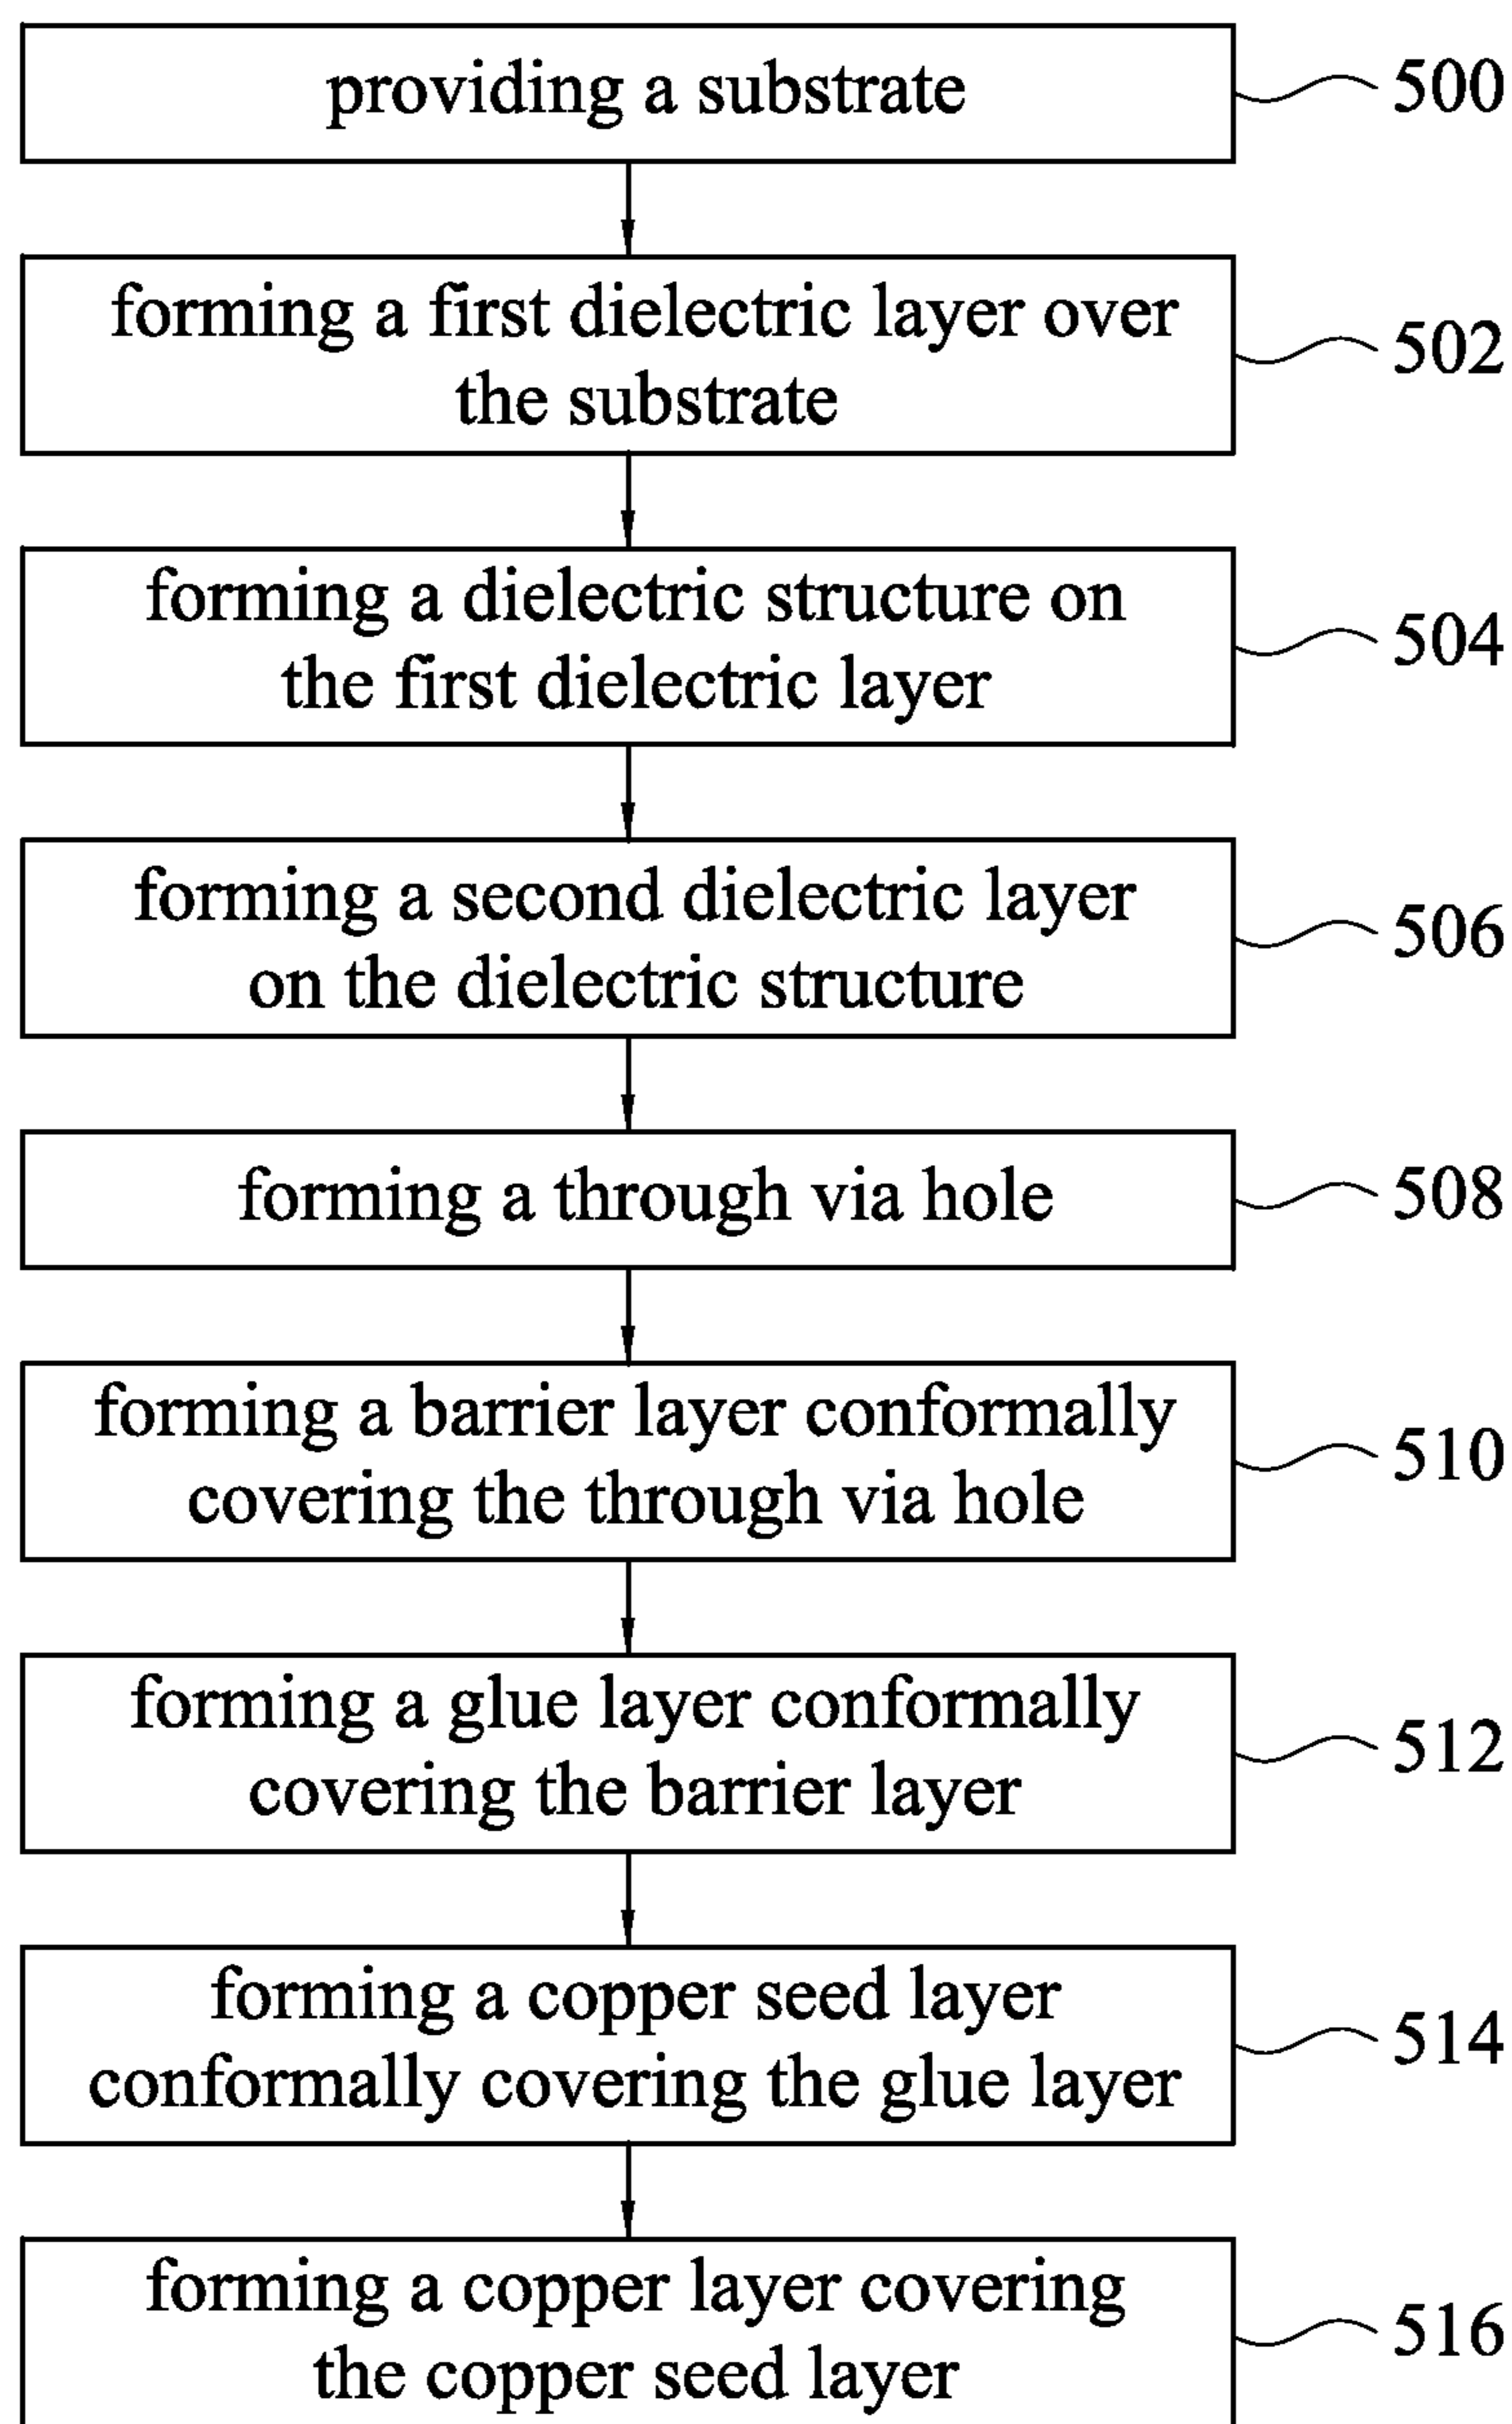 providing a substrate
500
forming a first dielectric layer over
the substrate
502
forming a dielectric structure on
the first dielectric layer
504
forming a second dielectric layer
on the dielectric structure
506
forming a through via hole
508
forming a barrier layer conformally
covering the through via hole
510
forming a glue layer conformally
covering the barrier layer
512
forming a copper seed layer
conformally covering the glue layer
514
forming a copper layer covering
the copper seed layer
516